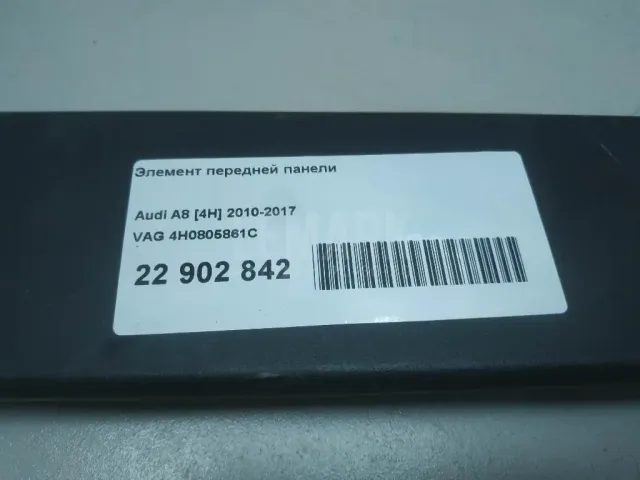 Элемент передней панели
Audi A8 [4H] 2010-2017
VAG 4H0805861C
22 902 842